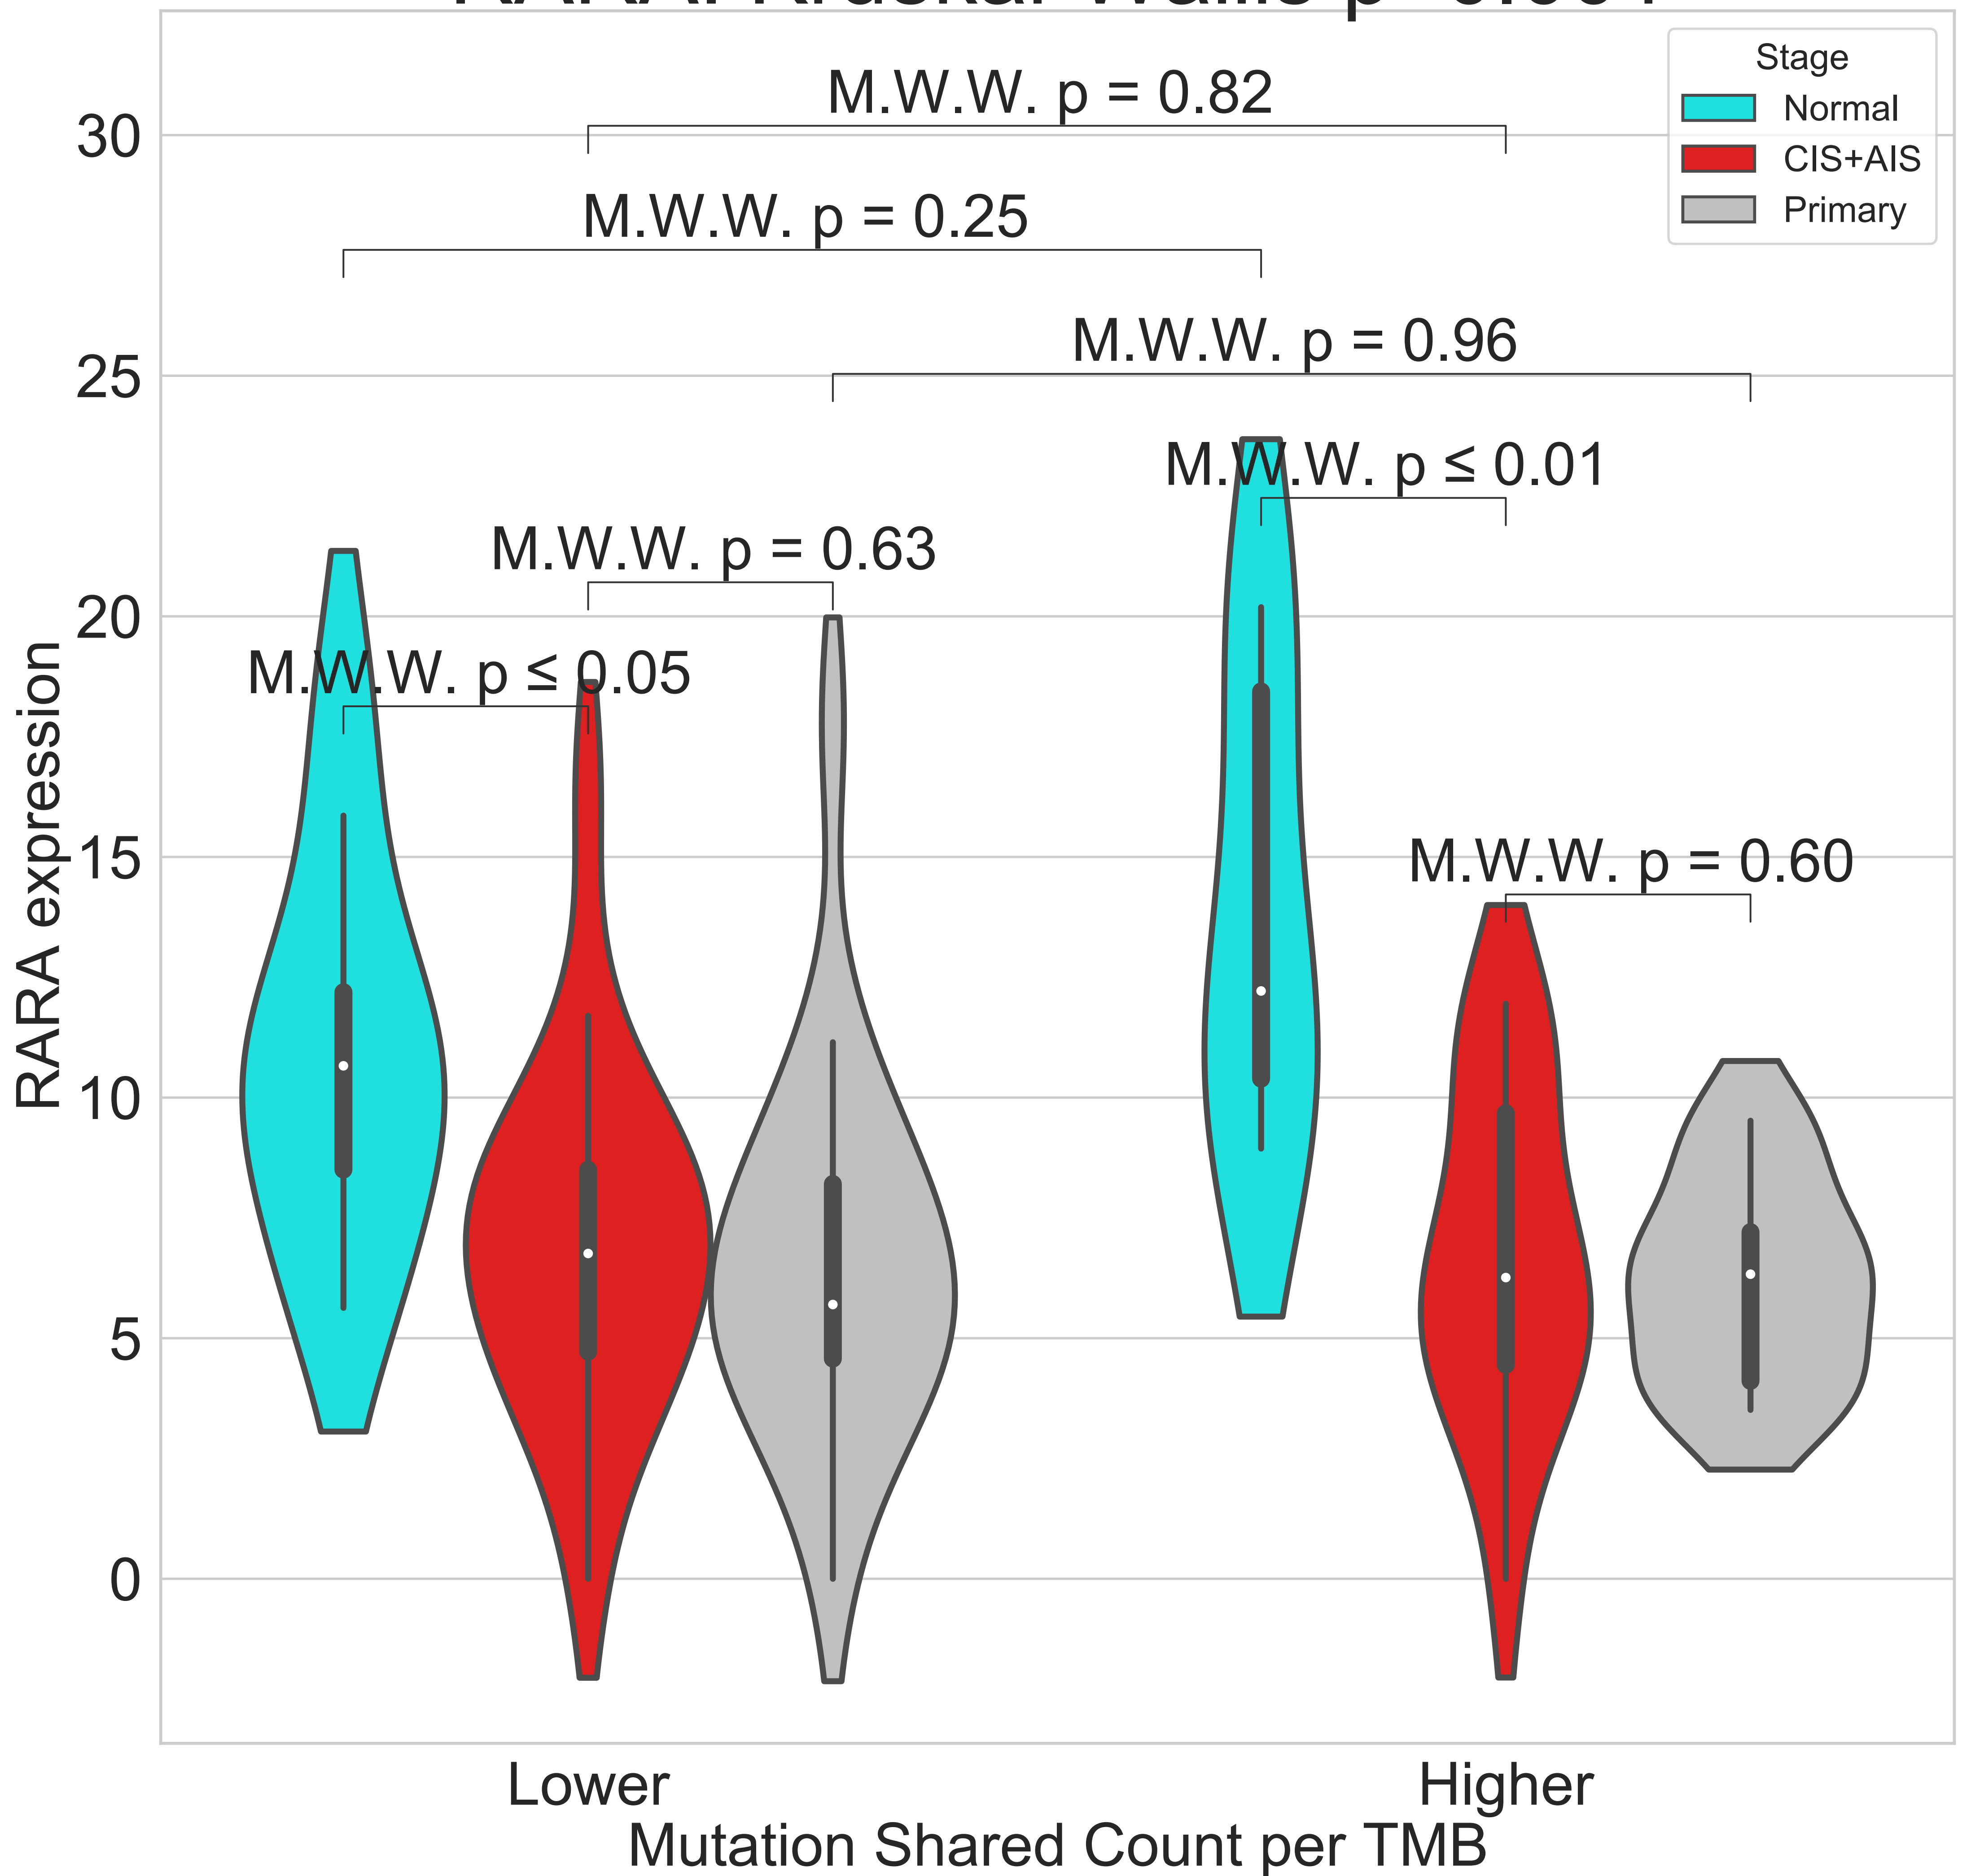 Stage
Normal
CIS+AIS
Primary
M.W.W. p = 0.82
M.W.W. p = 0.25
M.W.W. p = 0.96
M.W.W. p ≤ 0.01
M.W.W. p = 0.63
M.W.W. p ≤ 0.05
M.W.W. p = 0.60
30
25
20
15
10
5
0
RARA expression
Lower
Higher
Mutation Shared Count per TMB